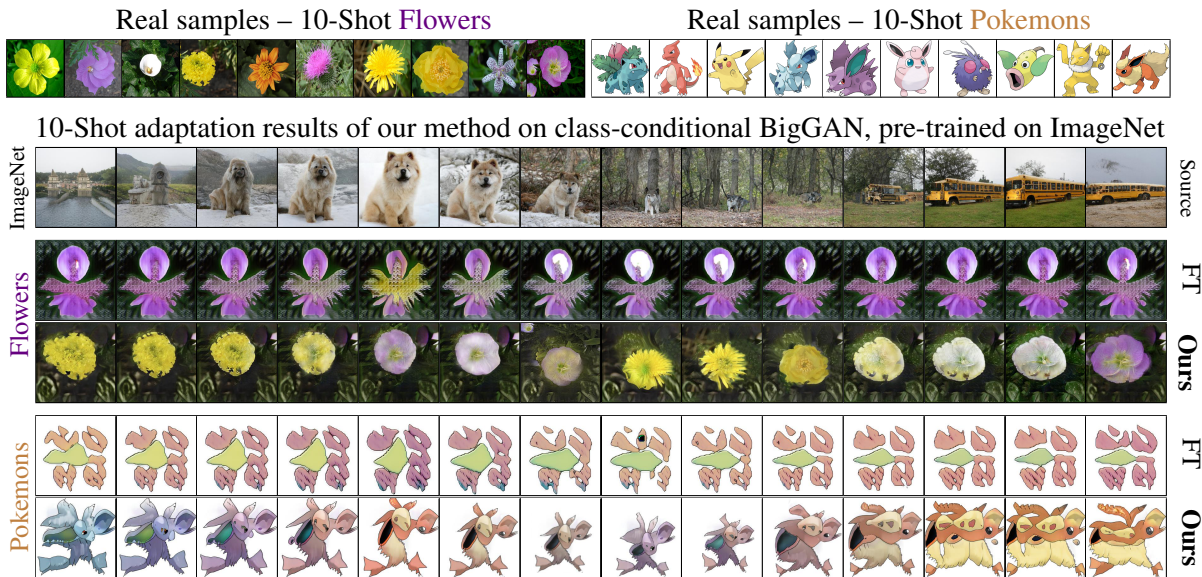 Real samples – 10-Shot Flowers
Real samples – 10-Shot Pokemons
10-Shot adaptation results of our method on class-conditional BigGAN, pre-trained on ImageNet
ImageNet
Source
Flowers
FT
Ours
Pokemons
FT
Ours